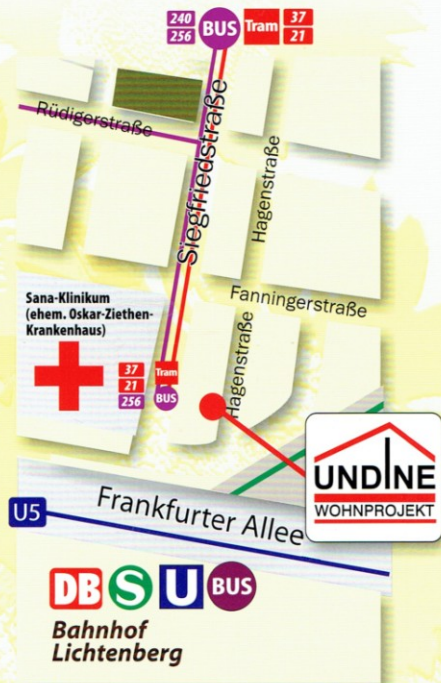 240
256
BUS
Tram
37
21
Rüdigerstraße
Siegfriedstraße
Hagenstraße
Fanningerstraße
Sana-Klinikum
(ehem. Oskar-Ziethen-
Krankenhaus)
37
21
256
Tram
BUS
Hagenstraße
UNDINE
WOHNPROJEKT
U5
Frankfurter Allee
DB S U BUS
Bahnhof
Lichtenberg